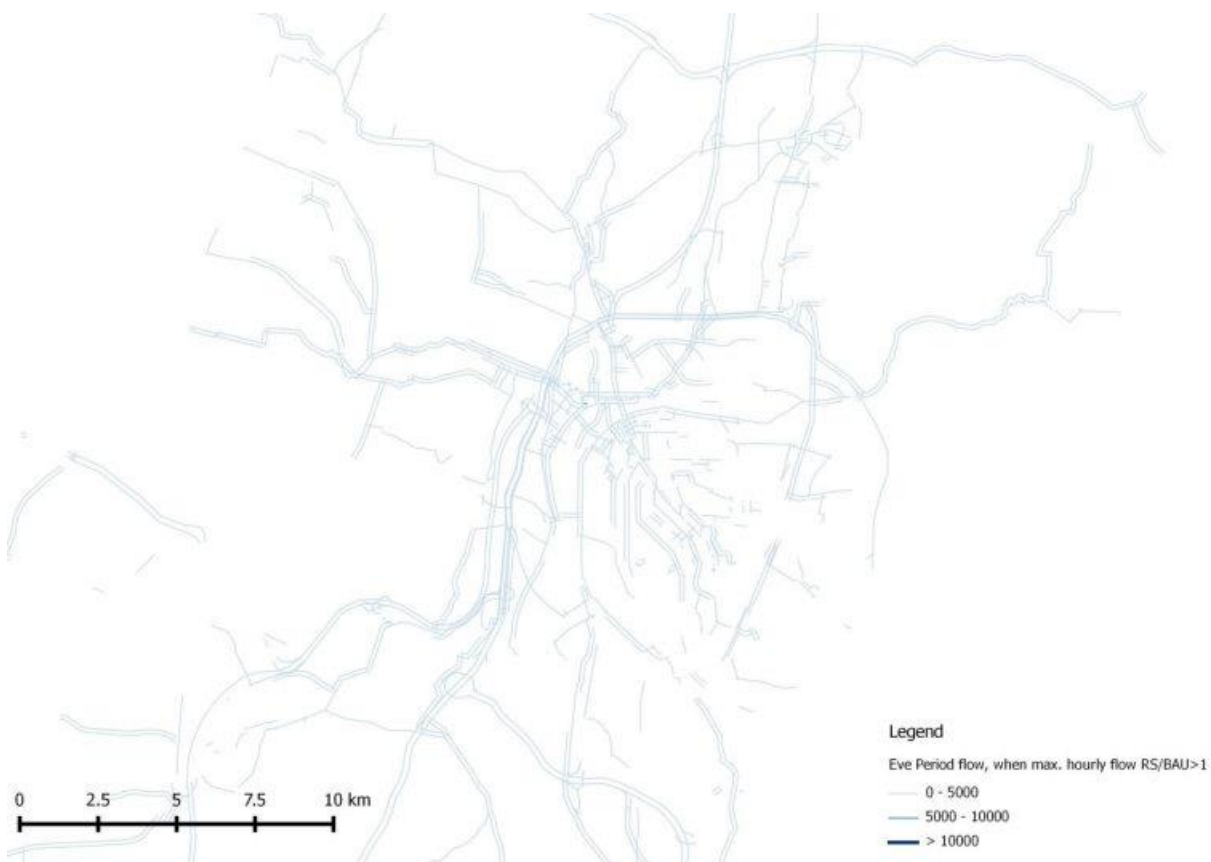 Legend
Eve Period flow, when max. hourly flow RS/BAU>1
0 - 5000
5000 - 10000
> 10000
0 2.5 5 7.5 10 km